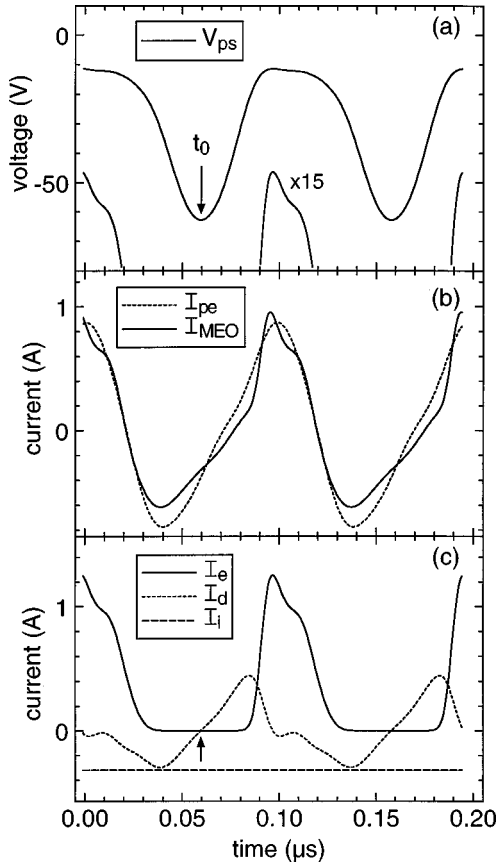 (a)
V_ps
0
-50
voltage (V)
t_0
x15
(b)
I_pe
I_MEO
1
0
current (A)
(c)
I_e
I_d
I_i
1
0
current (A)
0.00 0.05 0.10 0.15 0.20
time (μs)